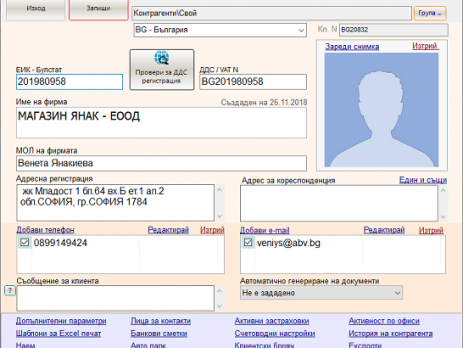 Изход
Запиши
Контрагенти\Свой
Група
BG - България
Кл. N BG20832
Зареди снимка
Изтрий
ЕИК - Булстат
201980958
Провери за ДДС
регистрация
ДДС / VAT N
BG201980958
Име на фирма
Създаден на 26.11.2018
МАГАЗИН ЯНАК - ЕООД
МОЛ на фирмата
Венета Янакиева
Адресна регистрация
жк Младост 1 бл.64 вх.Б ет.1 ап.2
обл.СОФИЯ, гр.СОФИЯ 1784
Адрес за кореспонденция
Един и същи
Добави телефон
Редактирай
Изтрий
0899149424
Добави e-mail
Редактирай
Изтрий
veniys@abv.bg
Съобщение за клиента
?
Автоматично генериране на документи
Не е зададено
Допълнителни параметри
Лица за контакти
Активни застраховки
Активност по офиси
Шаблони за Excel печат
Банкови сметки
Счетоводни настройки
История на контрагента
Наем
Авто парк
Клиентски борач
Експорти